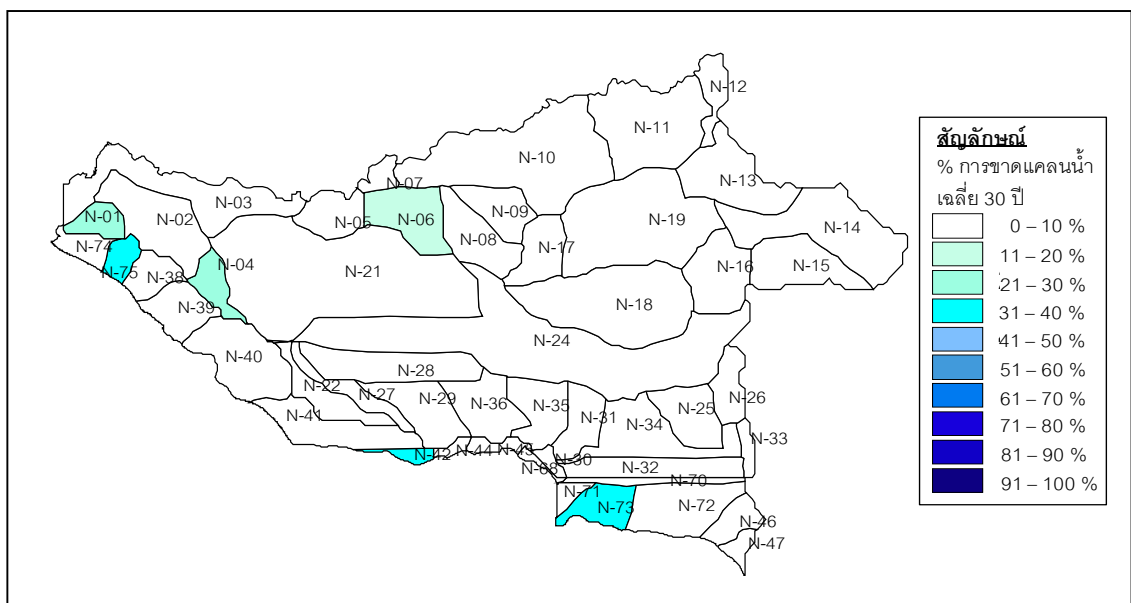 N-12
N-11
N-10
N-13
N-07
N-03
N-09
N-01
N-02
N-05
N-06
N-19
N-14
N-08
N-74
N-17
N-75
N-38
N-04
N-21
N-16
N-15
N-39
N-18
N-24
N-40
N-28
N-22
N-27
N-29
N-36
N-35
N-31
N-25
N-26
N-41
N-34
N-33
N-42
N-44
N-45
N-30
N-68
N-32
N-70
N-71
N-73
N-72
N-46
N-47
สัญลักษณ์
% การขาดแคลนน้ำ
เฉลี่ย 30 ปี
0 – 10 %
11 – 20 %
21 – 30 %
31 – 40 %
41 – 50 %
51 – 60 %
61 – 70 %
71 – 80 %
81 – 90 %
91 – 100 %